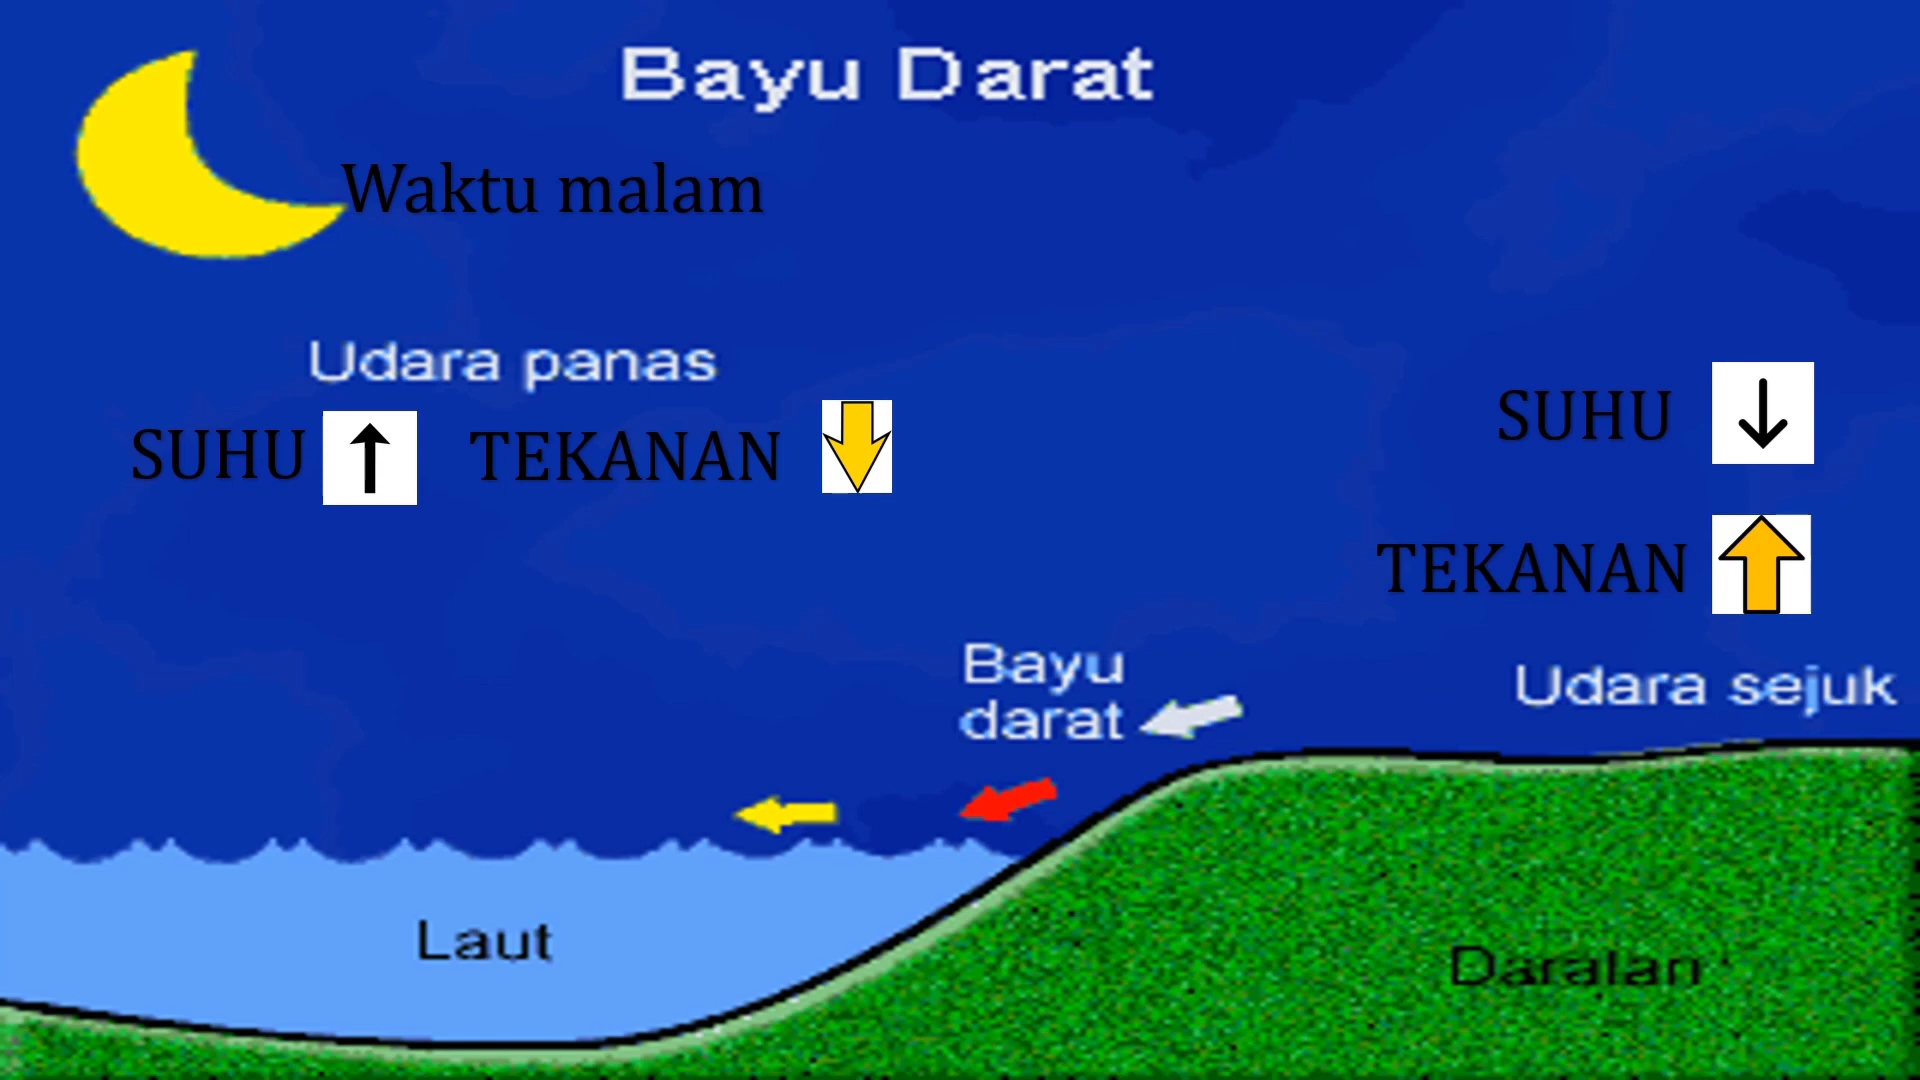 Bayu Darat
Waktu malam
Udara panas
SUHU TEKANAN
SUHU
TEKANAN
Bayu
darat
Udara sejuk
Laut
Daratan